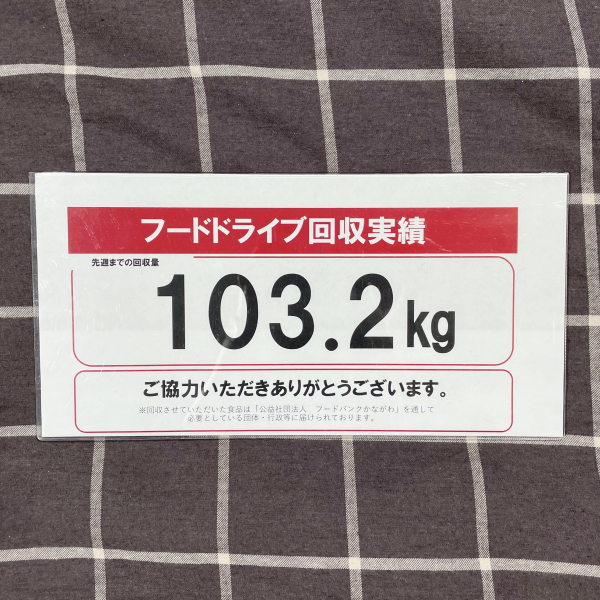 フードドライブ回収実績
先週までの回収量
103.2kg
ご協力いただきありがとうございます。
※回収させていただいた食品は「公益社団法人　フードバンクかながわ」を通して
必要としている団体・行政等に届けられております。